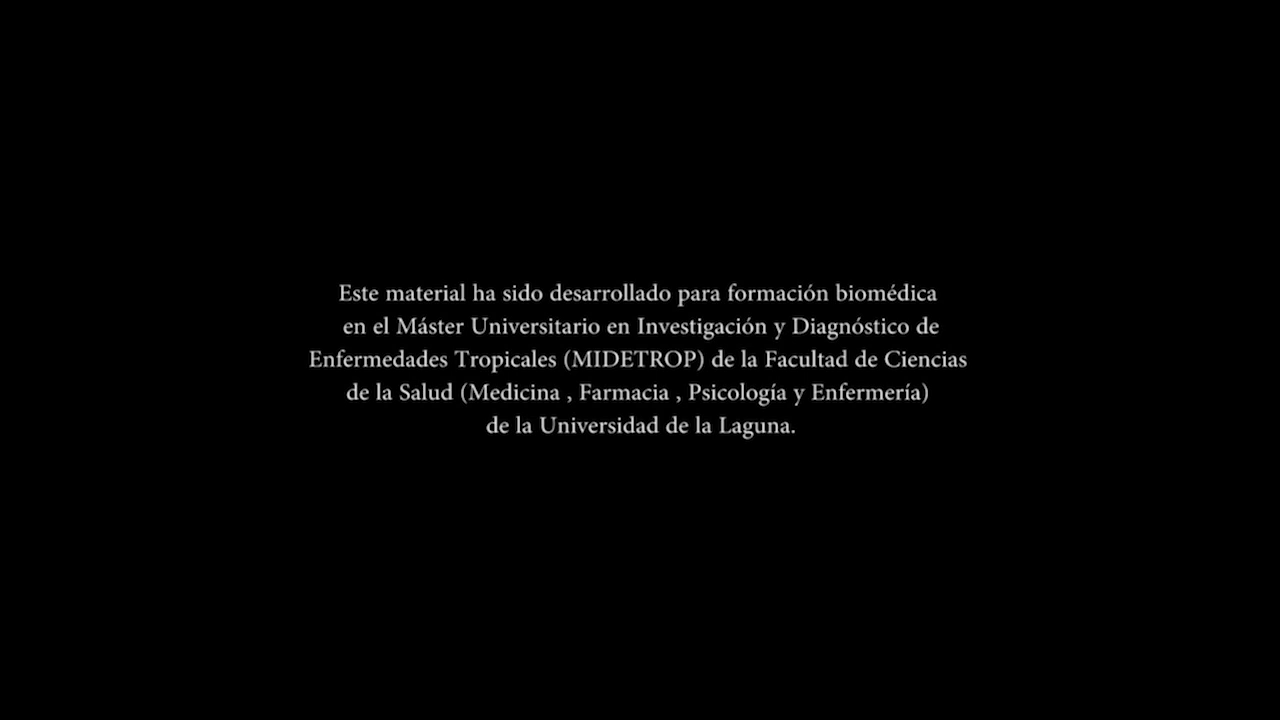 Este material ha sido desarrollado para formación biomédica
en el Máster Universitario en Investigación y Diagnóstico de
Enfermedades Tropicales (MIDETROP) de la Facultad de Ciencias
de la Salud (Medicina , Farmacia , Psicología y Enfermería)
de la Universidad de la Laguna.